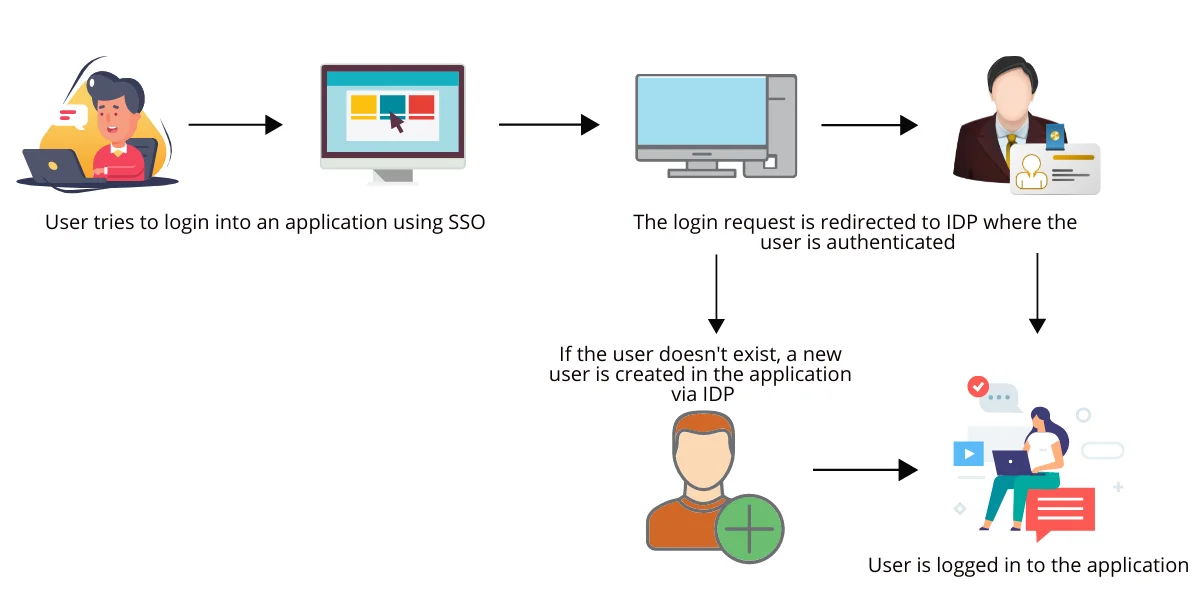 User tries to login into an application using SSO
The login request is redirected to IDP where the
user is authenticated
If the user doesn't exist, a new
user is created in the application
via IDP
User is logged in to the application